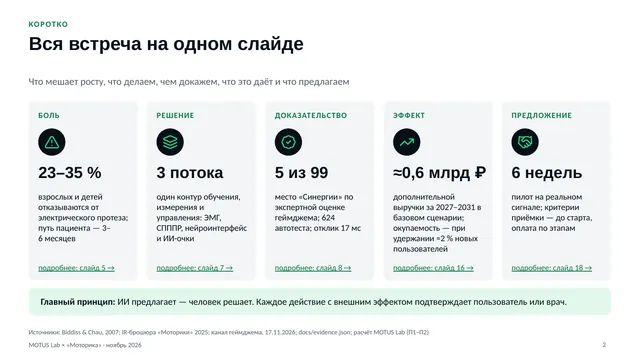 КОРОТКО
Вся встреча на одном слайде
Что мешает росту, что делаем, чем докажем, что это даёт и что предлагаем
БОЛЬ
23–35 %
взрослых и детей
отказываются от
электрического протеза;
путь пациента — 3–
6 месяцев
подробнее: слайд 5 →
РЕШЕНИЕ
3 потока
один контур обучения,
измерения и
управления: ЭМГ,
СПППР, нейроинтерфейс
и ИИ-очки
подробнее: слайд 7 →
ДОКАЗАТЕЛЬСТВО
5 из 99
место «Синергии» по
экспертной оценке
геймджема; 624
автотеста; отклик 17 мс
подробнее: слайд 8 →
ЭФФЕКТ
≈0,6 млрд ₽
дополнительной
выручки за 2027–2031 в
базовом сценарии;
окупаемость — при
удержании ≈2 % новых
пользователей
подробнее: слайд 16 →
ПРЕДЛОЖЕНИЕ
6 недель
пилот на реальном
сигнале; критерии
приёмки — до старта,
оплата по этапам
подробнее: слайд 18 →
Главный принцип: ИИ предлагает — человек решает. Каждое действие с внешним эффектом подтверждает пользователь или врач.
Источники: Biddiss & Chau, 2007; IR-брошюра «Моторики» 2025; канал геймджема, 17.11.2026; docs/evidence.json; расчёт MOTUS Lab (П1–П2)
MOTUS Lab × «Моторика» · ноябрь 2026
2